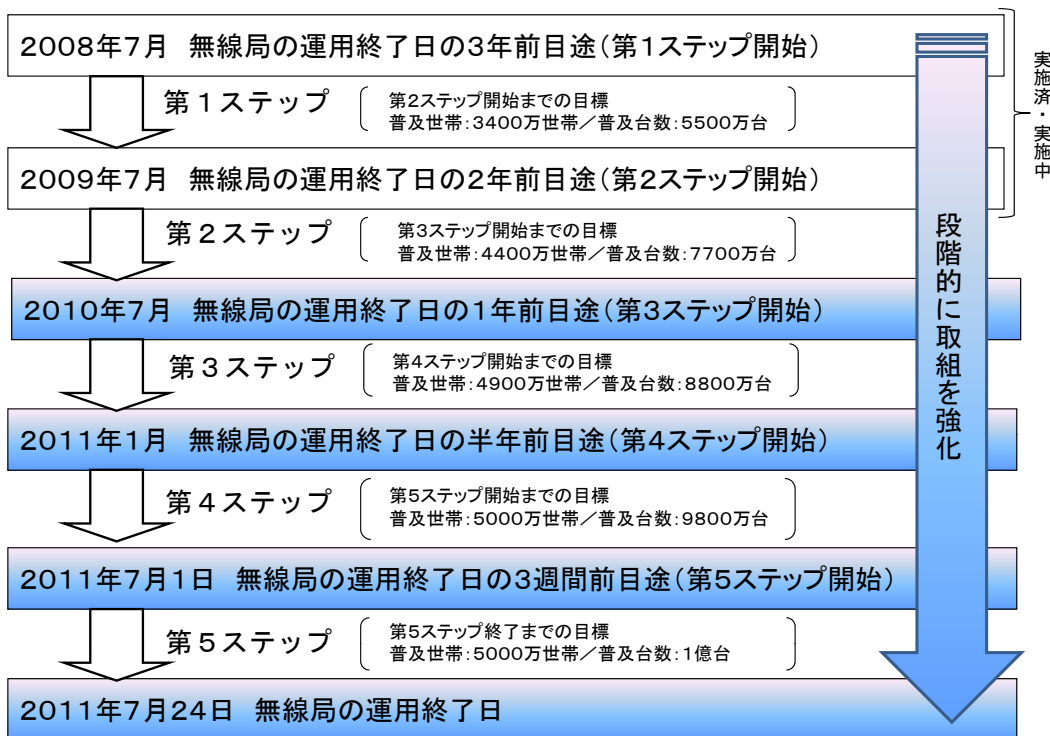 2008年7月 無線局の運用終了日の3年前目途(第1ステップ開始)
第1ステップ
第2ステップ開始までの目標
普及世帯:3400万世帯/普及台数:5500万台
2009年7月 無線局の運用終了日の2年前目途(第2ステップ開始)
第2ステップ
第3ステップ開始までの目標
普及世帯:4400万世帯/普及台数:7700万台
2010年7月 無線局の運用終了日の1年前目途(第3ステップ開始)
第3ステップ
第4ステップ開始までの目標
普及世帯:4900万世帯/普及台数:8800万台
2011年1月 無線局の運用終了日の半年前目途(第4ステップ開始)
第4ステップ
第5ステップ開始までの目標
普及世帯:5000万世帯/普及台数:9800万台
2011年7月1日 無線局の運用終了日の3週間前目途(第5ステップ開始)
第5ステップ
第5ステップ終了までの目標
普及世帯:5000万世帯/普及台数:1億台
2011年7月24日 無線局の運用終了日
段階的に取組を強化
実施済・実施中